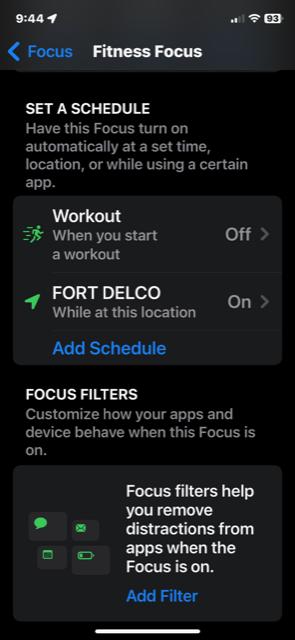 9:44 93
Focus Fitness Focus
SET A SCHEDULE
Have this Focus turn on
automatically at a set time,
location, or while using a certain
app.
Workout
When you start
a workout
Off
FORT DELCO
While at this location
On
Add Schedule
FOCUS FILTERS
Customize how your apps and
device behave when this Focus is
on.
Focus filters help
you remove
distractions from
apps when the
Focus is on.
Add Filter